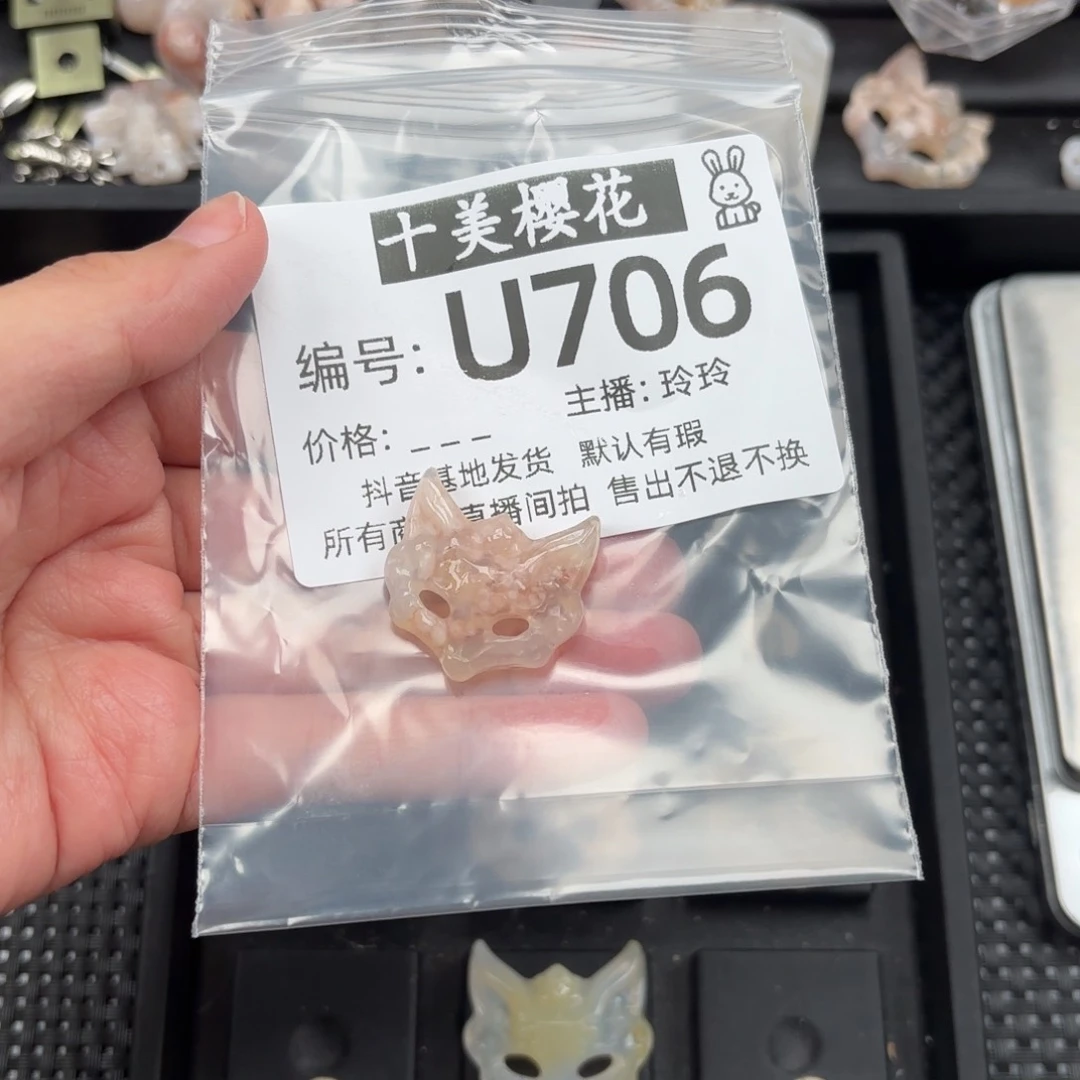 十美樱花
编号: U706
主播: 玲玲
价格: _ _ _
抖音基地发货 默认有瑕
所有商 直播间拍 售出不退不换